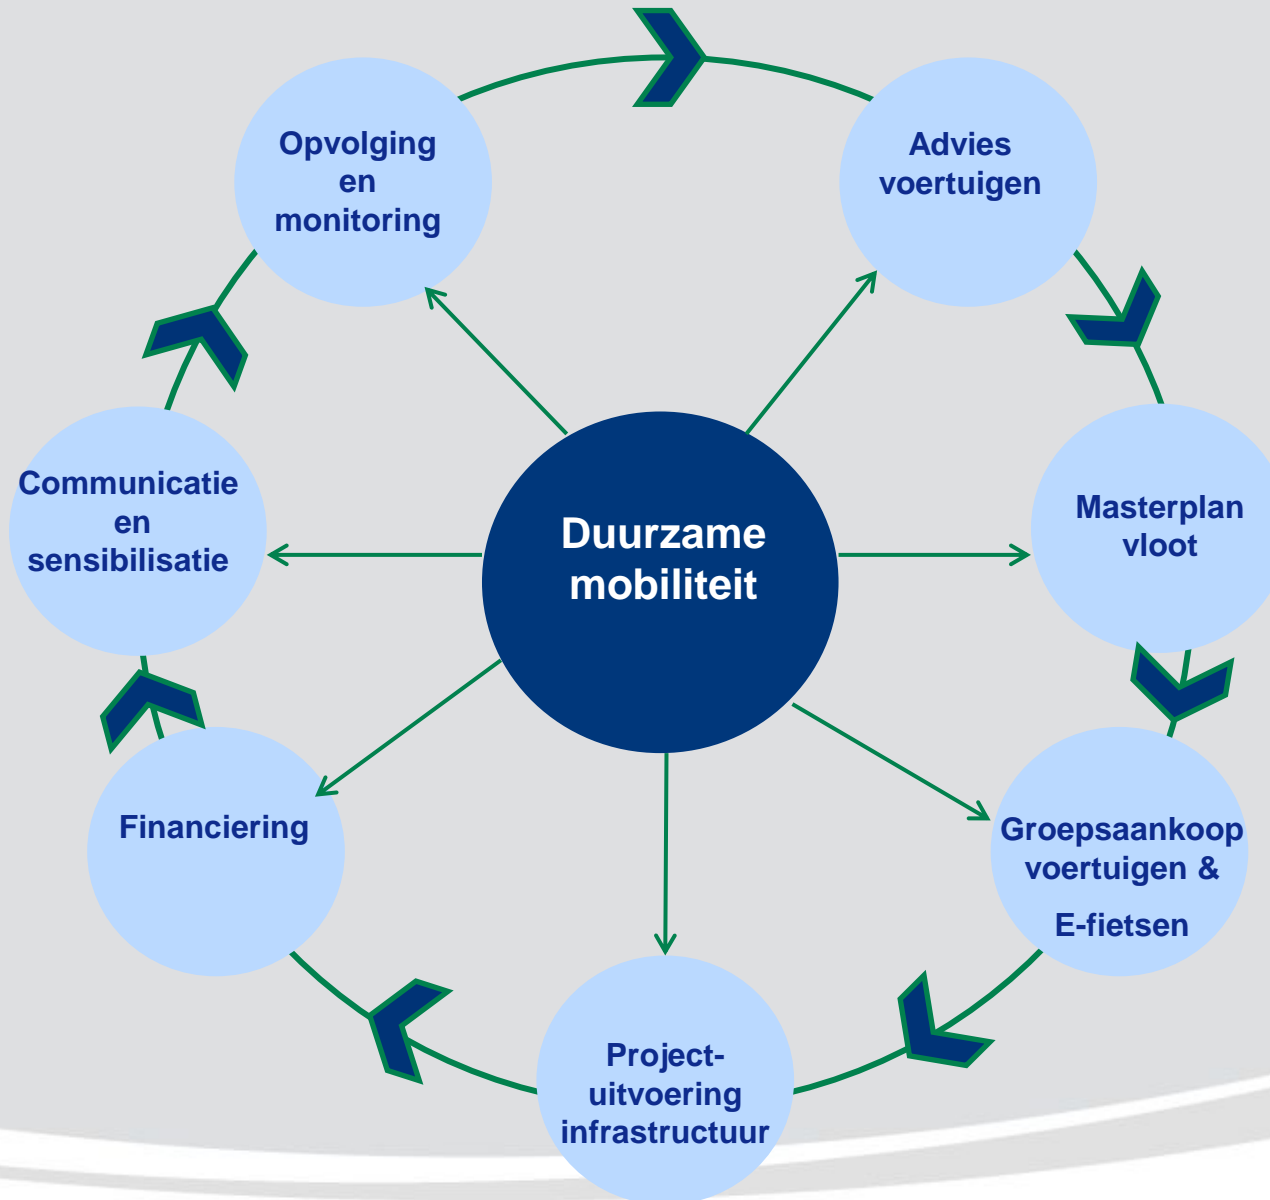 Opvolging
en
monitoring
Advies
voertuigen
Communicatie
en
sensibilisatie
Duurzame
mobiliteit
Masterplan
vloot
Financiering
Groepsaankoop
voertuigen &
E-fietsen
Project-
uitvoering
infrastructuur